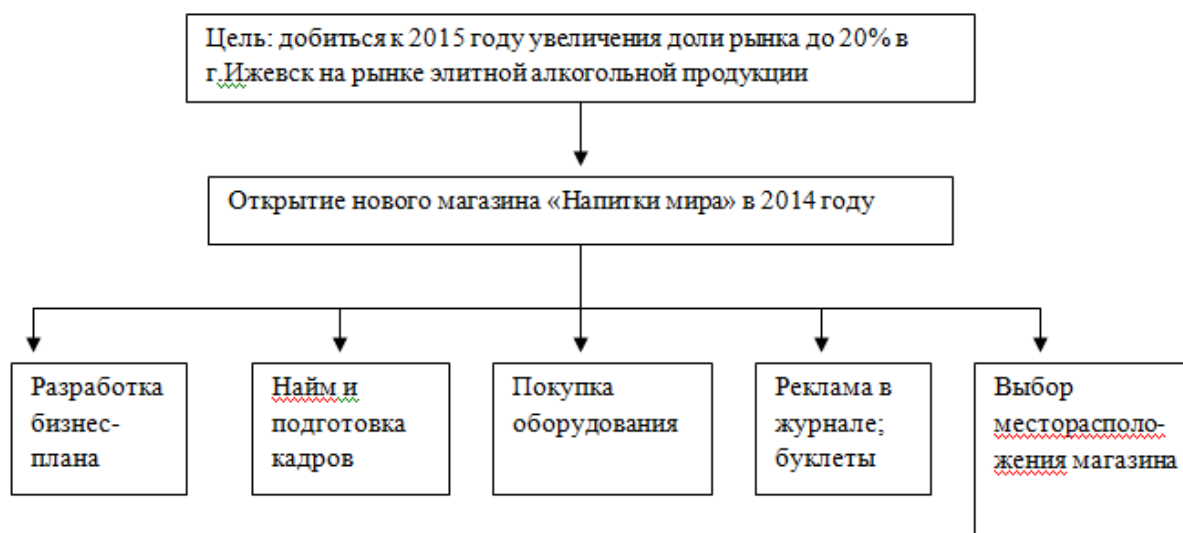 Цель: добиться к 2015 году увеличения доли рынка до 20% в
г.Ижевск на рынке элитной алкогольной продукции
Открытие нового магазина «Напитки мира» в 2014 году
Разработка
бизнес-
плана
Найм и
подготовка
кадров
Покупка
оборудования
Реклама в
журнале;
буклеты
Выбор
месторасполо-
жения магазина